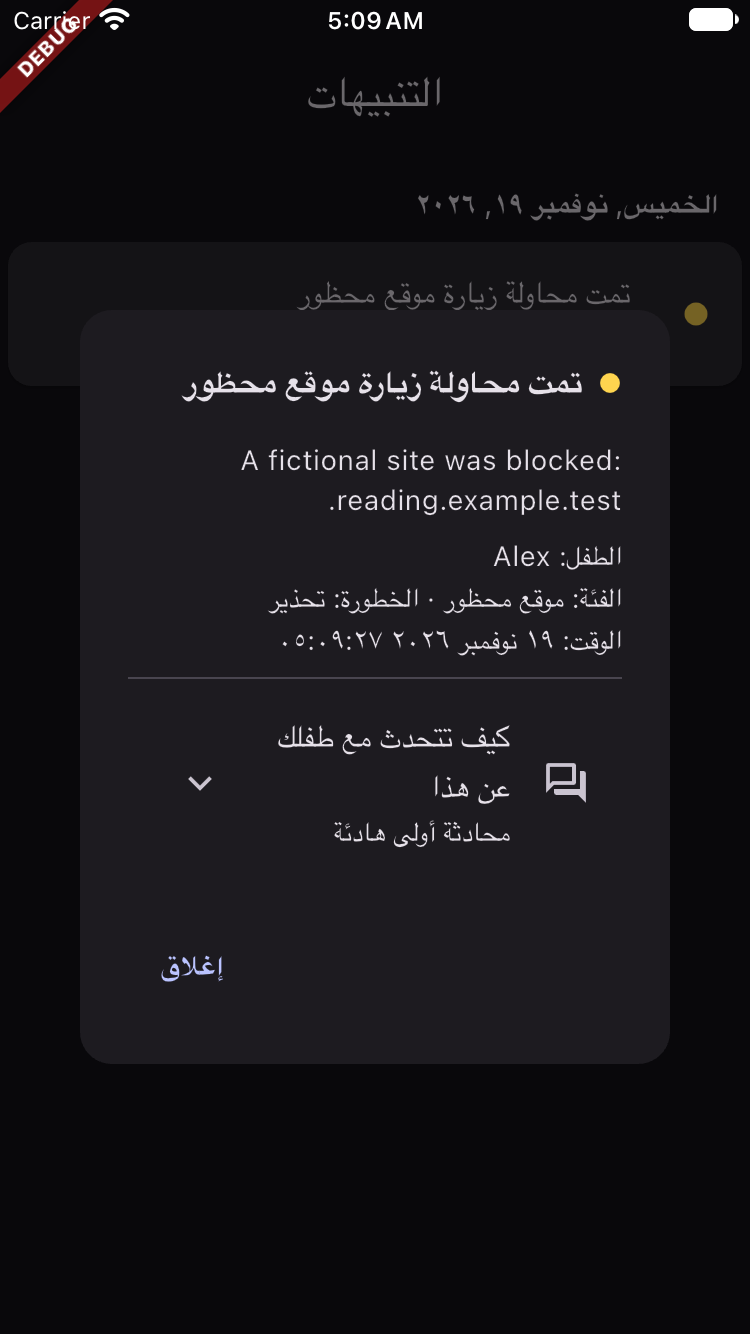 Carrier
5:09 AM
DEBUG
التنبيهات
الخميس, نوفمبر ١٩, ٢٠٢٦
تمت محاولة زيارة موقع محظور
تمت محاولة زيارة موقع محظور
A fictional site was blocked:
.reading.example.test
الطفل: Alex
الفئة: موقع محظور · الخطورة: تحذير
الوقت: ١٩ نوفمبر ٢٠٢٦ ٠٥:٠٩:٢٧
كيف تتحدث مع طفلك
عن هذا
محادثة أولى هادئة
إغلاق